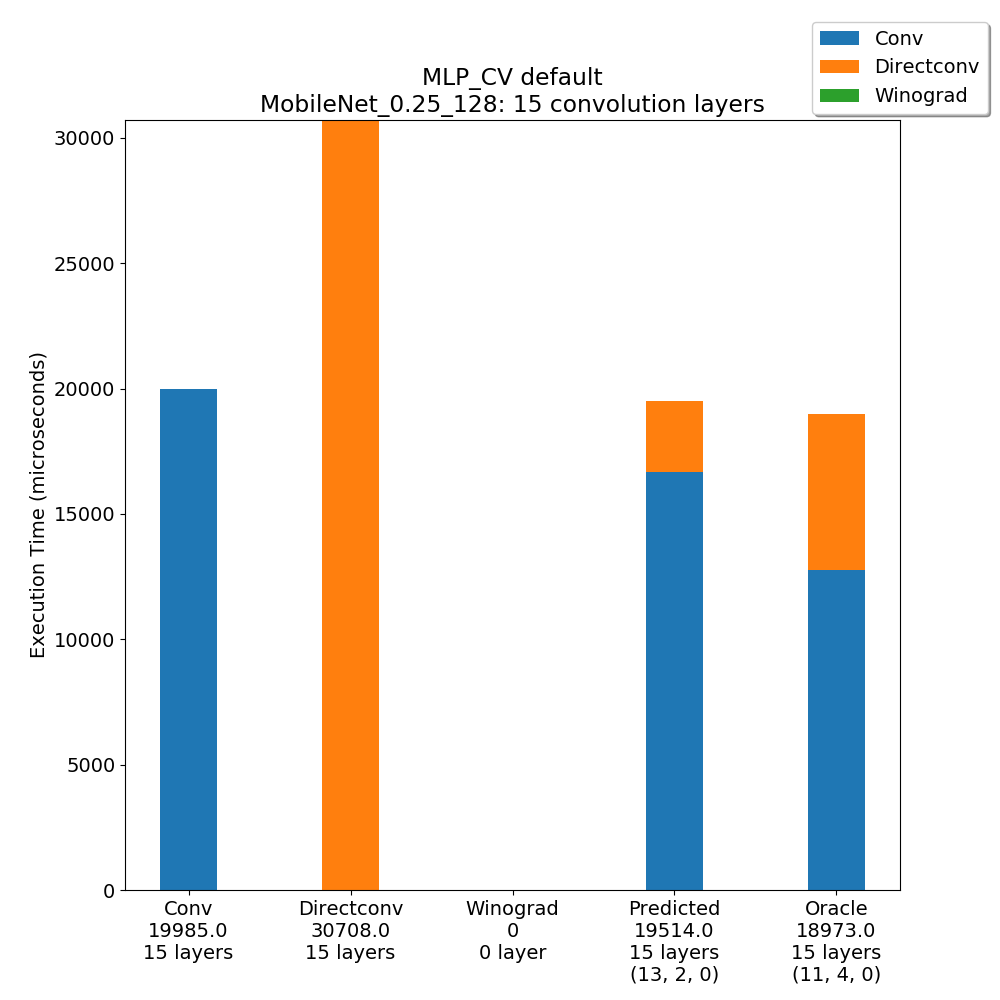 Conv
Directconv
Winograd
MLP_CV default
MobileNet_0.25_128: 15 convolution layers
Execution Time (microseconds)
30000
25000
20000
15000
10000
5000
0
Conv
19985.0
15 layers
Directconv
30708.0
15 layers
Winograd
0
0 layer
Predicted
19514.0
15 layers
(13, 2, 0)
Oracle
18973.0
15 layers
(11, 4, 0)